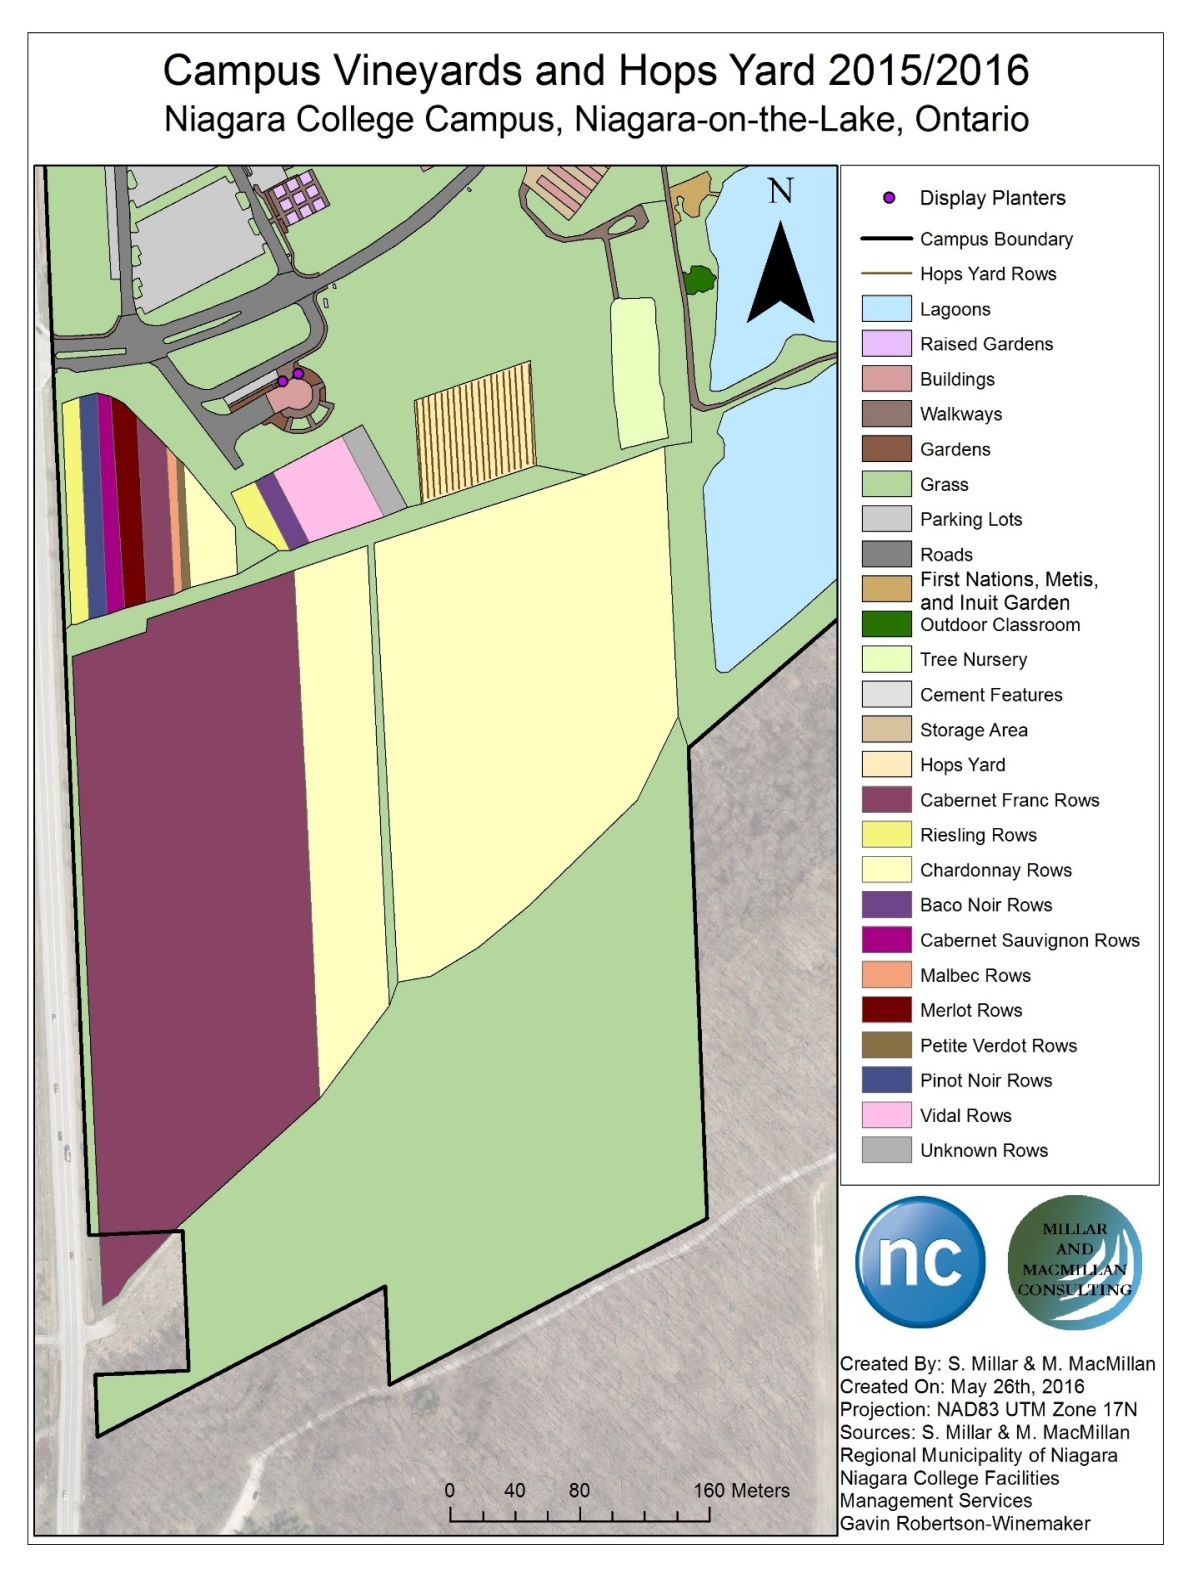 Campus Vineyards and Hops Yard 2015/2016
Niagara College Campus, Niagara-on-the-Lake, Ontario
N
Display Planters
Campus Boundary
Hops Yard Rows
Lagoons
Raised Gardens
Buildings
Walkways
Gardens
Grass
Parking Lots
Roads
First Nations, Metis,
and Inuit Garden
Outdoor Classroom
Tree Nursery
Cement Features
Storage Area
Hops Yard
Cabernet Franc Rows
Riesling Rows
Chardonnay Rows
Baco Noir Rows
Cabernet Sauvignon Rows
Malbec Rows
Merlot Rows
Petite Verdot Rows
Pinot Noir Rows
Vidal Rows
Unknown Rows
nc
MILLAR
AND
MACMILLAN
CONSULTING
Created By: S. Millar & M. MacMillan
Created On: May 26th, 2016
Projection: NAD83 UTM Zone 17N
Sources: S. Millar & M. MacMillan
Regional Municipality of Niagara
Niagara College Facilities
Management Services
Gavin Robertson-Winemaker
0 40 80 160 Meters